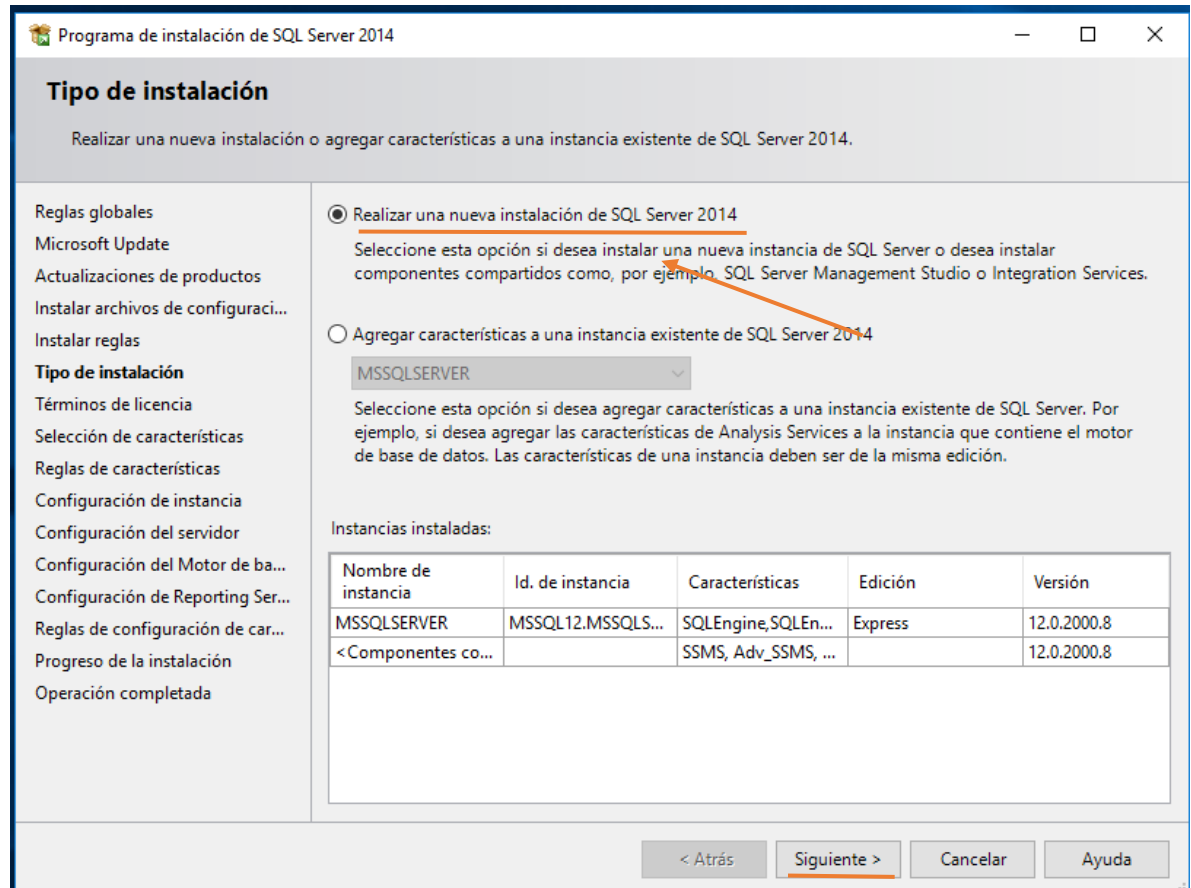 Programa de instalación de SQL Server 2014
Tipo de instalación
Realizar una nueva instalación o agregar características a una instancia existente de SQL Server 2014.
Reglas globales
Microsoft Update
Actualizaciones de productos
Instalar archivos de configuraci...
Instalar reglas
Tipo de instalación
Términos de licencia
Selección de características
Reglas de características
Configuración de instancia
Configuración del servidor
Configuración del Motor de ba...
Configuración de Reporting Ser...
Reglas de configuración de car...
Progreso de la instalación
Operación completada
Realizar una nueva instalación de SQL Server 2014
Seleccione esta opción si desea instalar una nueva instancia de SQL Server o desea instalar
componentes compartidos como, por ejemplo, SQL Server Management Studio o Integration Services.
Agregar características a una instancia existente de SQL Server 2014
MSSQLSERVER
Seleccione esta opción si desea agregar características a una instancia existente de SQL Server. Por
ejemplo, si desea agregar las características de Analysis Services a la instancia que contiene el motor
de base de datos. Las características de una instancia deben ser de la misma edición.
Instancias instaladas:
Nombre de instancia Id. de instancia Características Edición Versión
MSSQLSERVER MSSQL12.MSSQLS... SQLEngine,SQLEn... Express 12.0.2000.8
<Componentes co... SSMS, Adv_SSMS, ... 12.0.2000.8
< Atrás Siguiente > Cancelar Ayuda